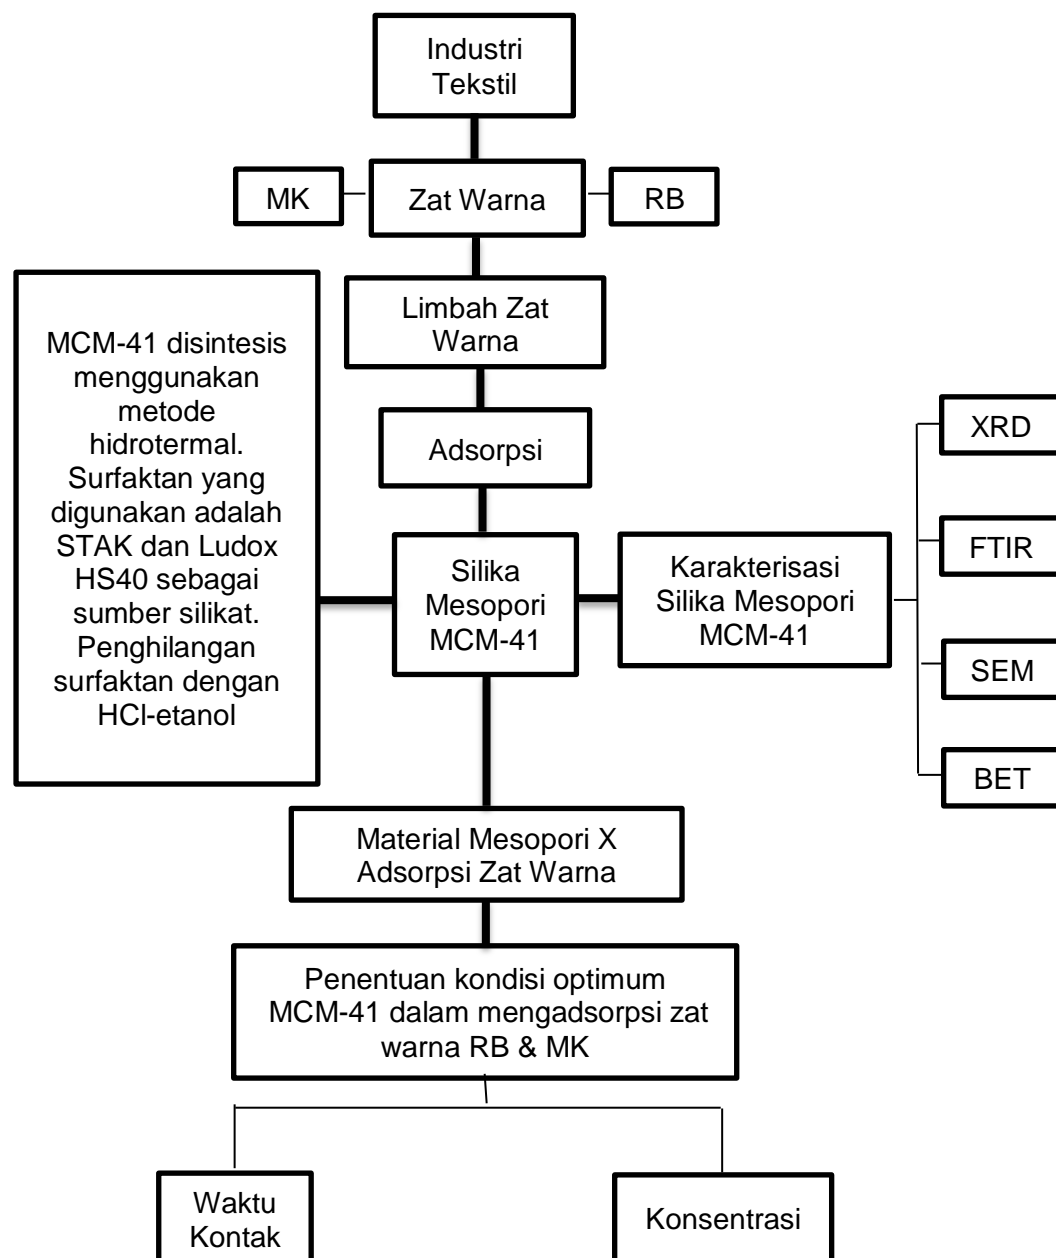 Industri
Tekstil
MK
Zat Warna
RB
Limbah Zat
Warna
MCM-41 disintesis
menggunakan
metode
hidrotermal.
Surfaktan yang
digunakan adalah
STAK dan Ludox
HS40 sebagai
sumber silikat.
Penghilangan
surfaktan dengan
HCl-etanol
Adsorpsi
Silika
Mesopori
MCM-41
Karakterisasi
Silika Mesopori
MCM-41
XRD
FTIR
SEM
BET
Material Mesopori X
Adsorpsi Zat Warna
Penentuan kondisi optimum
MCM-41 dalam mengadsorpsi zat
warna RB & MK
Waktu
Kontak
Konsentrasi